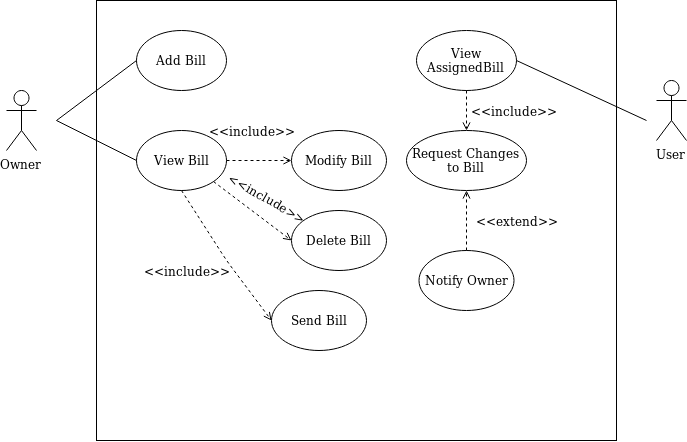 Add Bill
View
AssignedBill
<<include>>
Owner
<<include>>
View Bill
Modify Bill
Request Changes
to Bill
User
<<include>>
Delete Bill
<<extend>>
<<include>>
Notify Owner
Send Bill